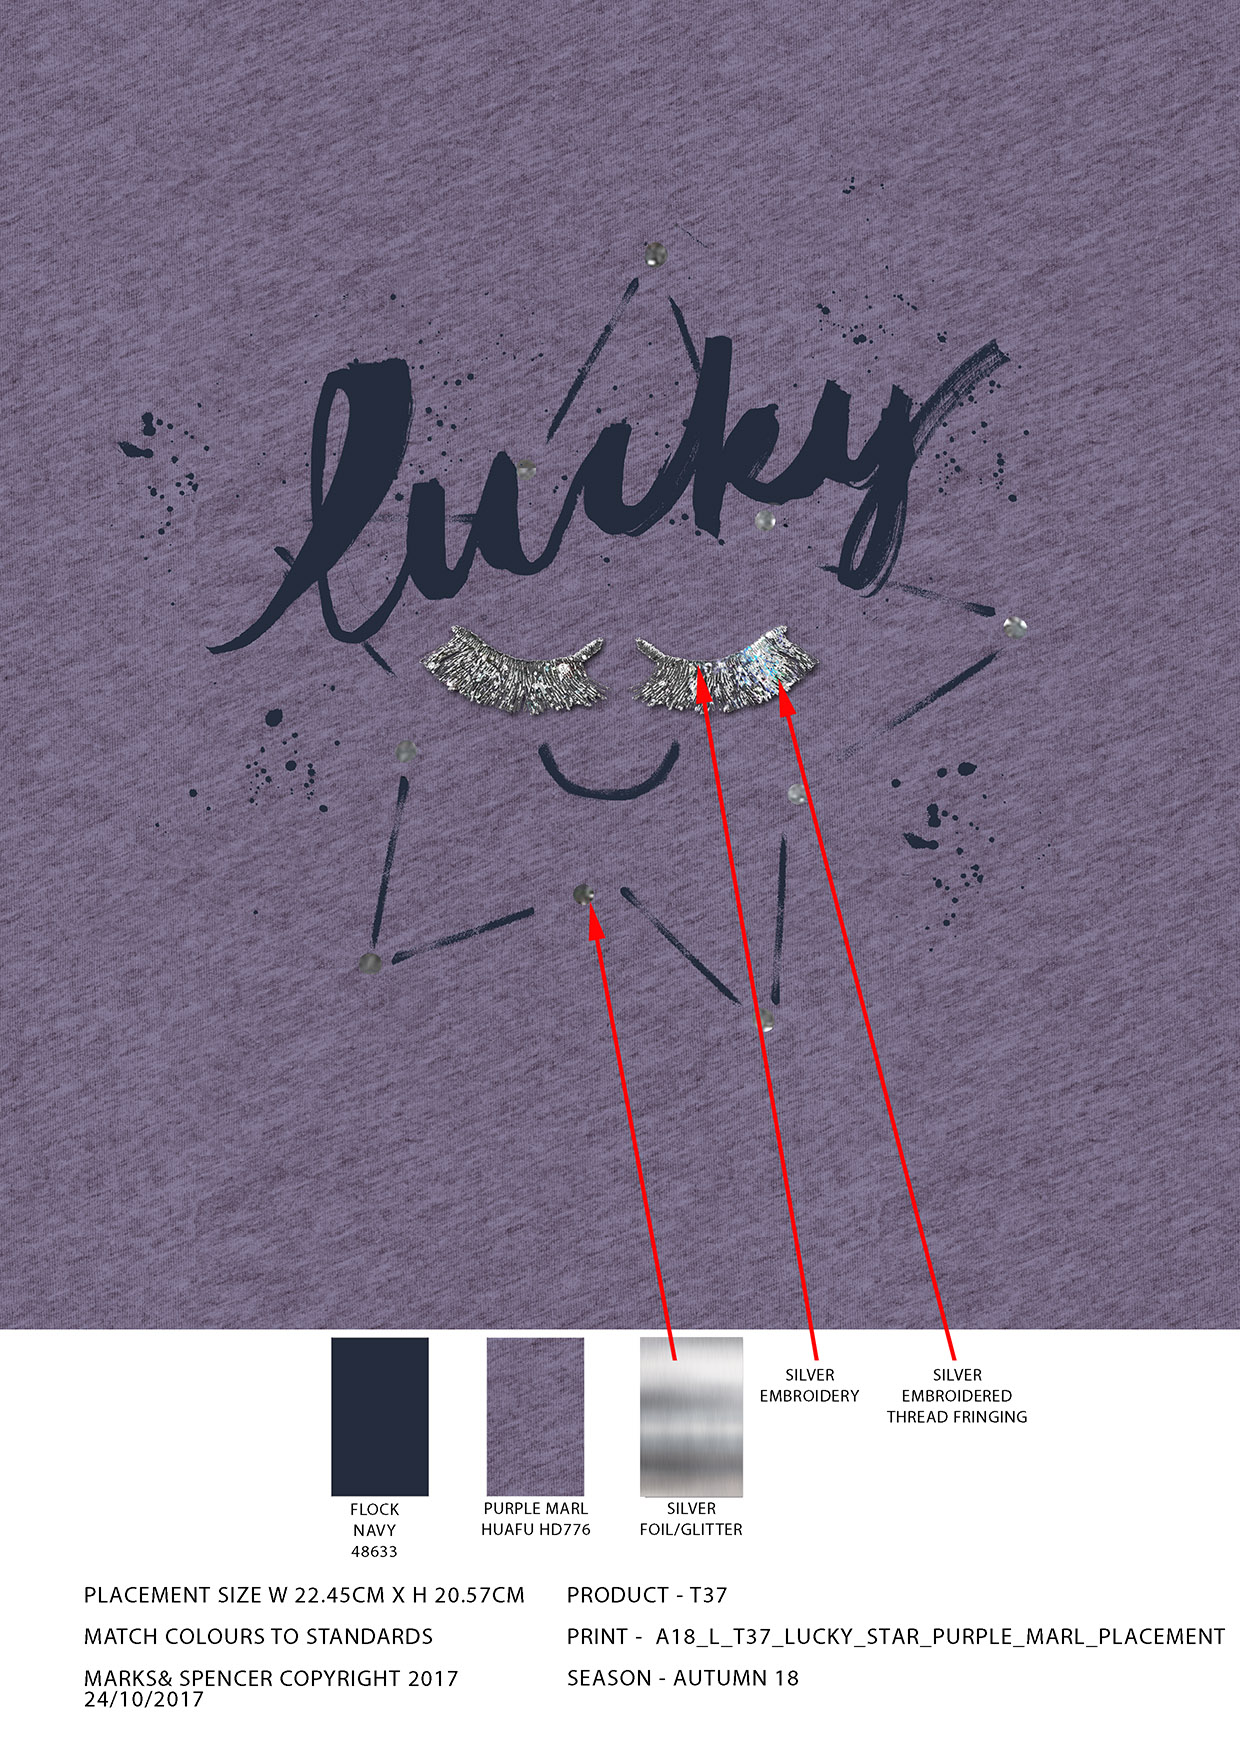 lucky
SILVER
EMBROIDERY
SILVER
EMBROIDERED
THREAD FRINGING
FLOCK
NAVY
48633
PURPLE MARL
HUAFU HD776
SILVER
FOIL/GLITTER
PLACEMENT SIZE W 22.45CM X H 20.57CM
MATCH COLOURS TO STANDARDS
MARKS& SPENCER COPYRIGHT 2017
24/10/2017
PRODUCT - T37
PRINT - A18_L_T37_LUCKY_STAR_PURPLE_MARL_PLACEMENT
SEASON - AUTUMN 18